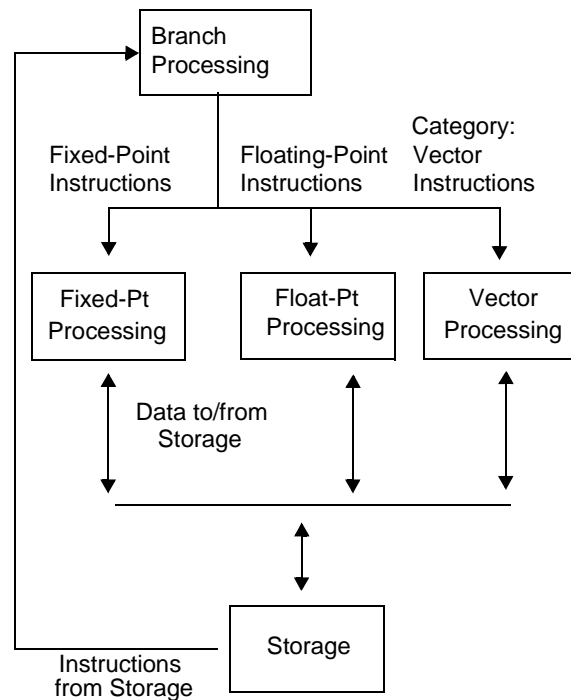 Branch
Processing
Fixed-Point
Instructions
Floating-Point
Instructions
Category:
Vector
Instructions
Fixed-Pt
Processing
Float-Pt
Processing
Vector
Processing
Data to/from
Storage
Storage
Instructions
from Storage